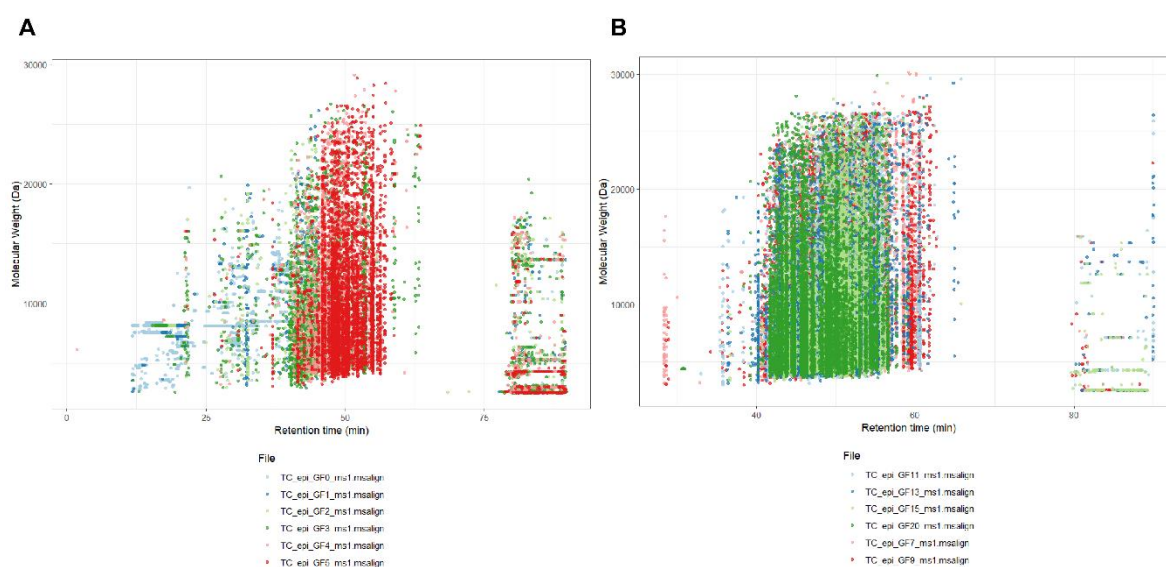 A
B
30000
20000
10000
Molecular Weight (Da)
0
25
50
75
Retention time (min)
File
TC_epi_GF0_ms1.msalign
TC_epi_GF1_ms1.msalign
TC_epi_GF2_ms1.msalign
TC_epi_GF3_ms1.msalign
TC_epi_GF4_ms1.msalign
TC_epi_GF5_ms1.msalign
30000
20000
10000
Molecular Weight (Da)
40
60
80
Retention time (min)
File
TC_epi_GF11_ms1.msalign
TC_epi_GF13_ms1.msalign
TC_epi_GF15_ms1.msalign
TC_epi_GF20_ms1.msalign
TC_epi_GF7_ms1.msalign
TC_epi_GF9_ms1.msalign